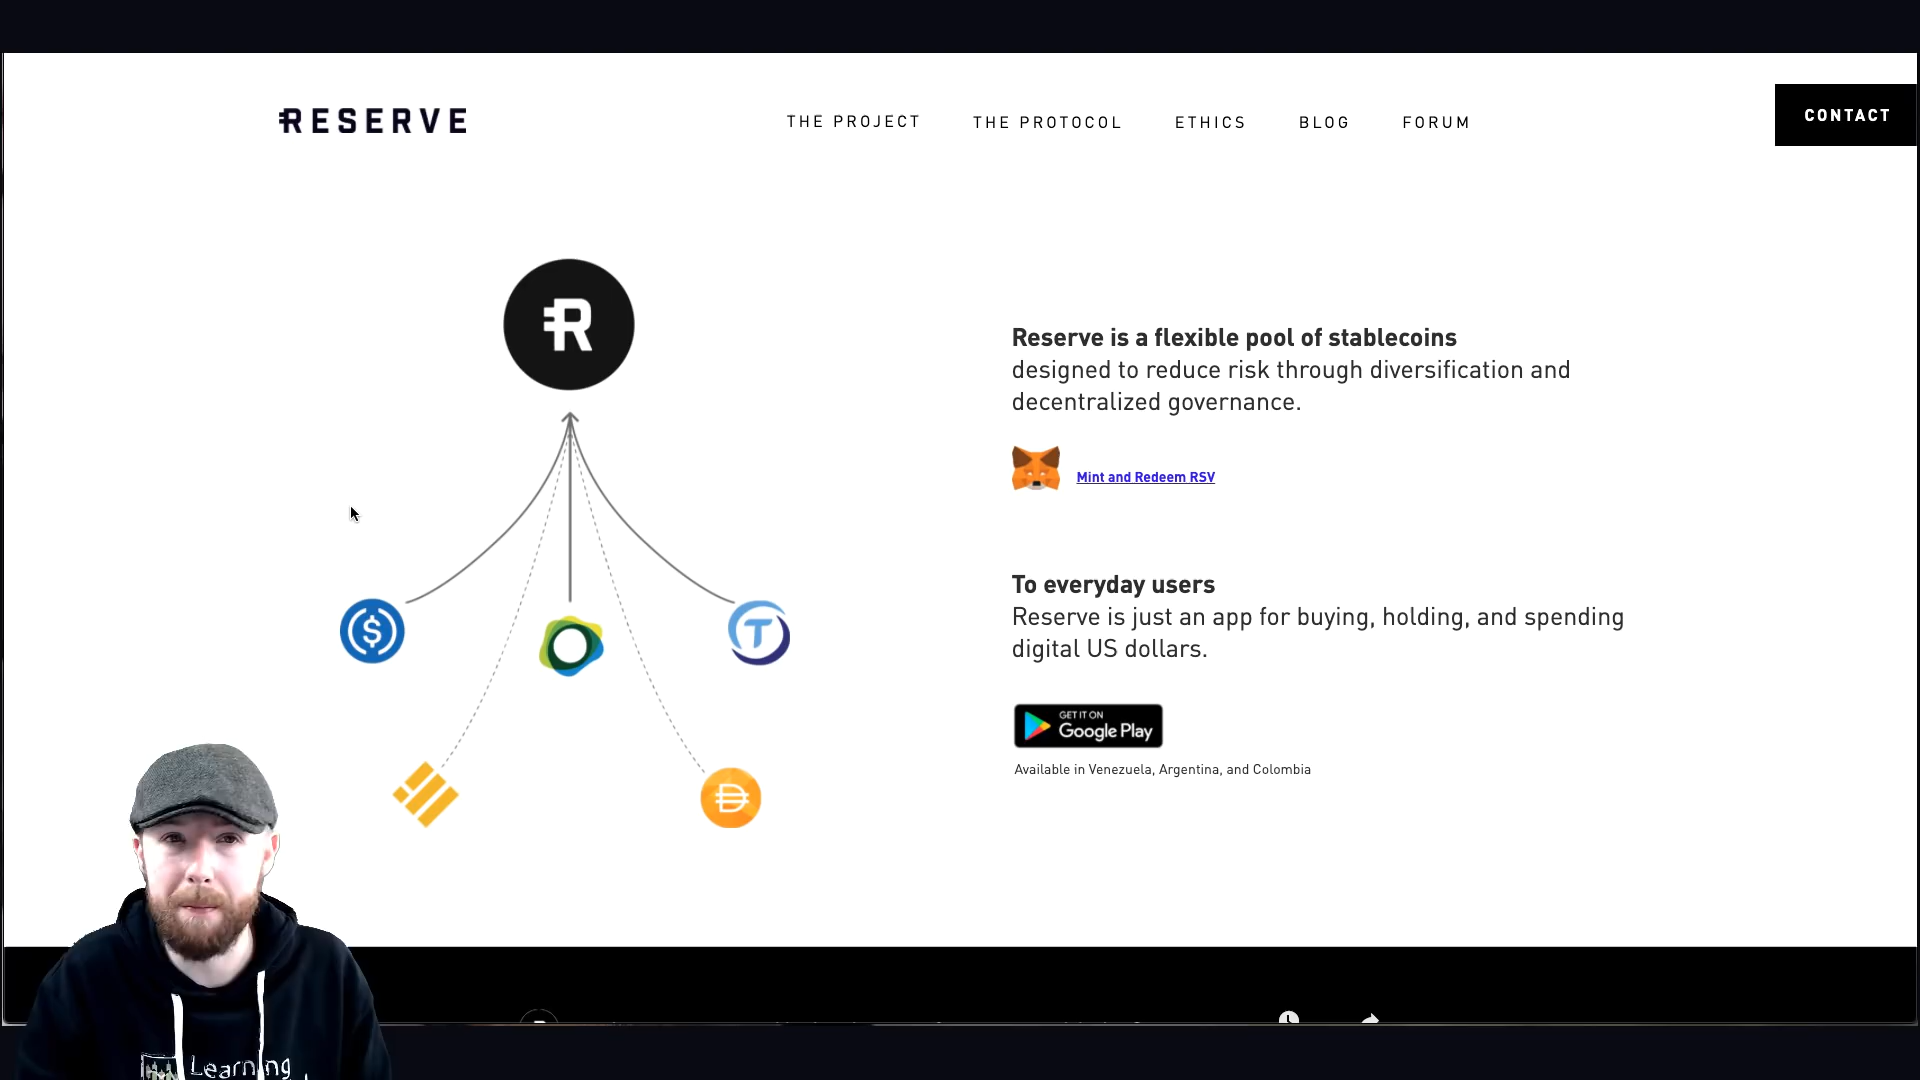 RESERVE
THE PROJECT
THE PROTOCOL
ETHICS
BLOG
FORUM
CONTACT
Reserve is a flexible pool of stablecoins
designed to reduce risk through diversification and
decentralized governance.
Mint and Redeem RSV
To everyday users
Reserve is just an app for buying, holding, and spending
digital US dollars.
GET IT ON
Google Play
Available in Venezuela, Argentina, and Colombia
Learning